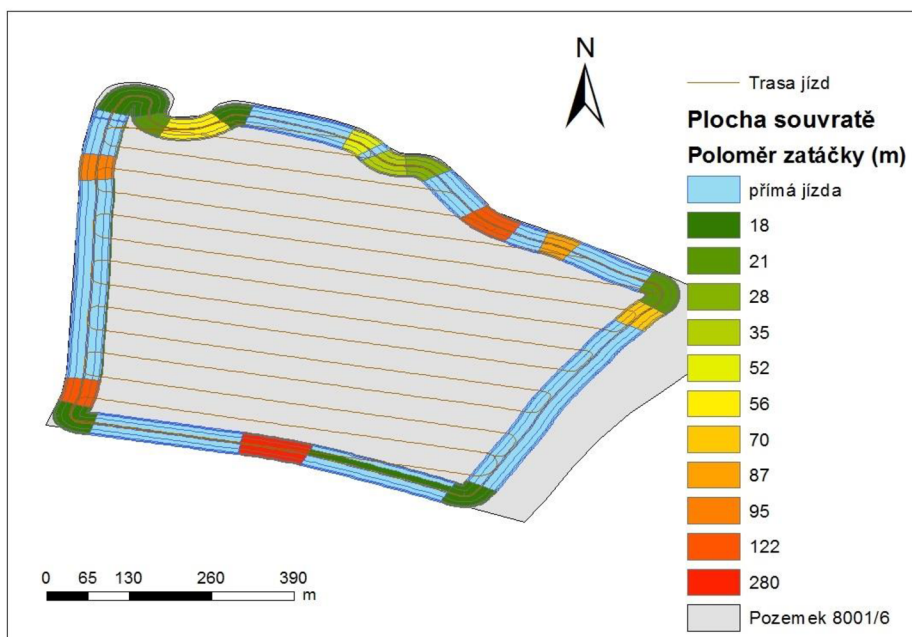 N
Trasa jízd
Plocha souvratě
Poloměr zatáčky (m)
přímá jízda
18
21
28
35
52
56
70
87
95
122
280
Pozemek 8001/6
0 65 130 260 390
m